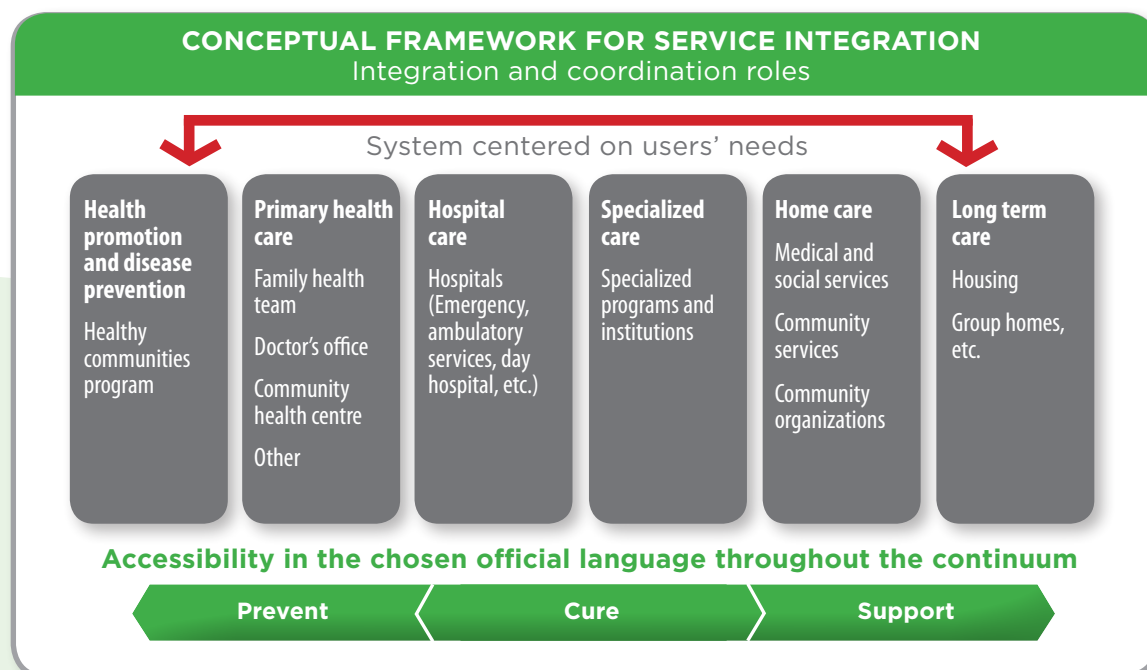 CONCEPTUAL FRAMEWORK FOR SERVICE INTEGRATION
Integration and coordination roles
System centered on users’ needs
Health
promotion
and disease
prevention
Healthy
communities
program
Primary health
care
Family health
team
Doctor’s office
Community
health centre
Other
Hospital
care
Hospitals
(Emergency,
ambulatory
services, day
hospital, etc.)
Specialized
care
Specialized
programs and
institutions
Home care
Medical and
social services
Community
services
Community
organizations
Long term
care
Housing
Group homes,
etc.
Accessibility in the chosen official language throughout the continuum
Prevent
Cure
Support